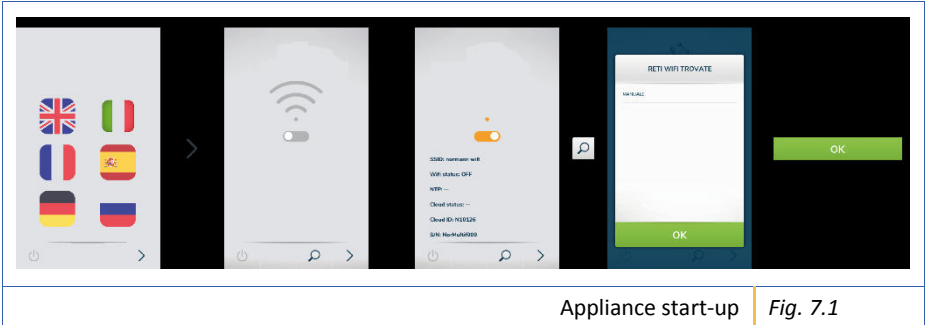 SSID: normann wifi
Wifi status: OFF
NTP: --
Cloud status: --
Cloud ID: N10126
RETI WIFI TROVATE
MANUALE
OK
OK
Appliance start-up
Fig. 7.1